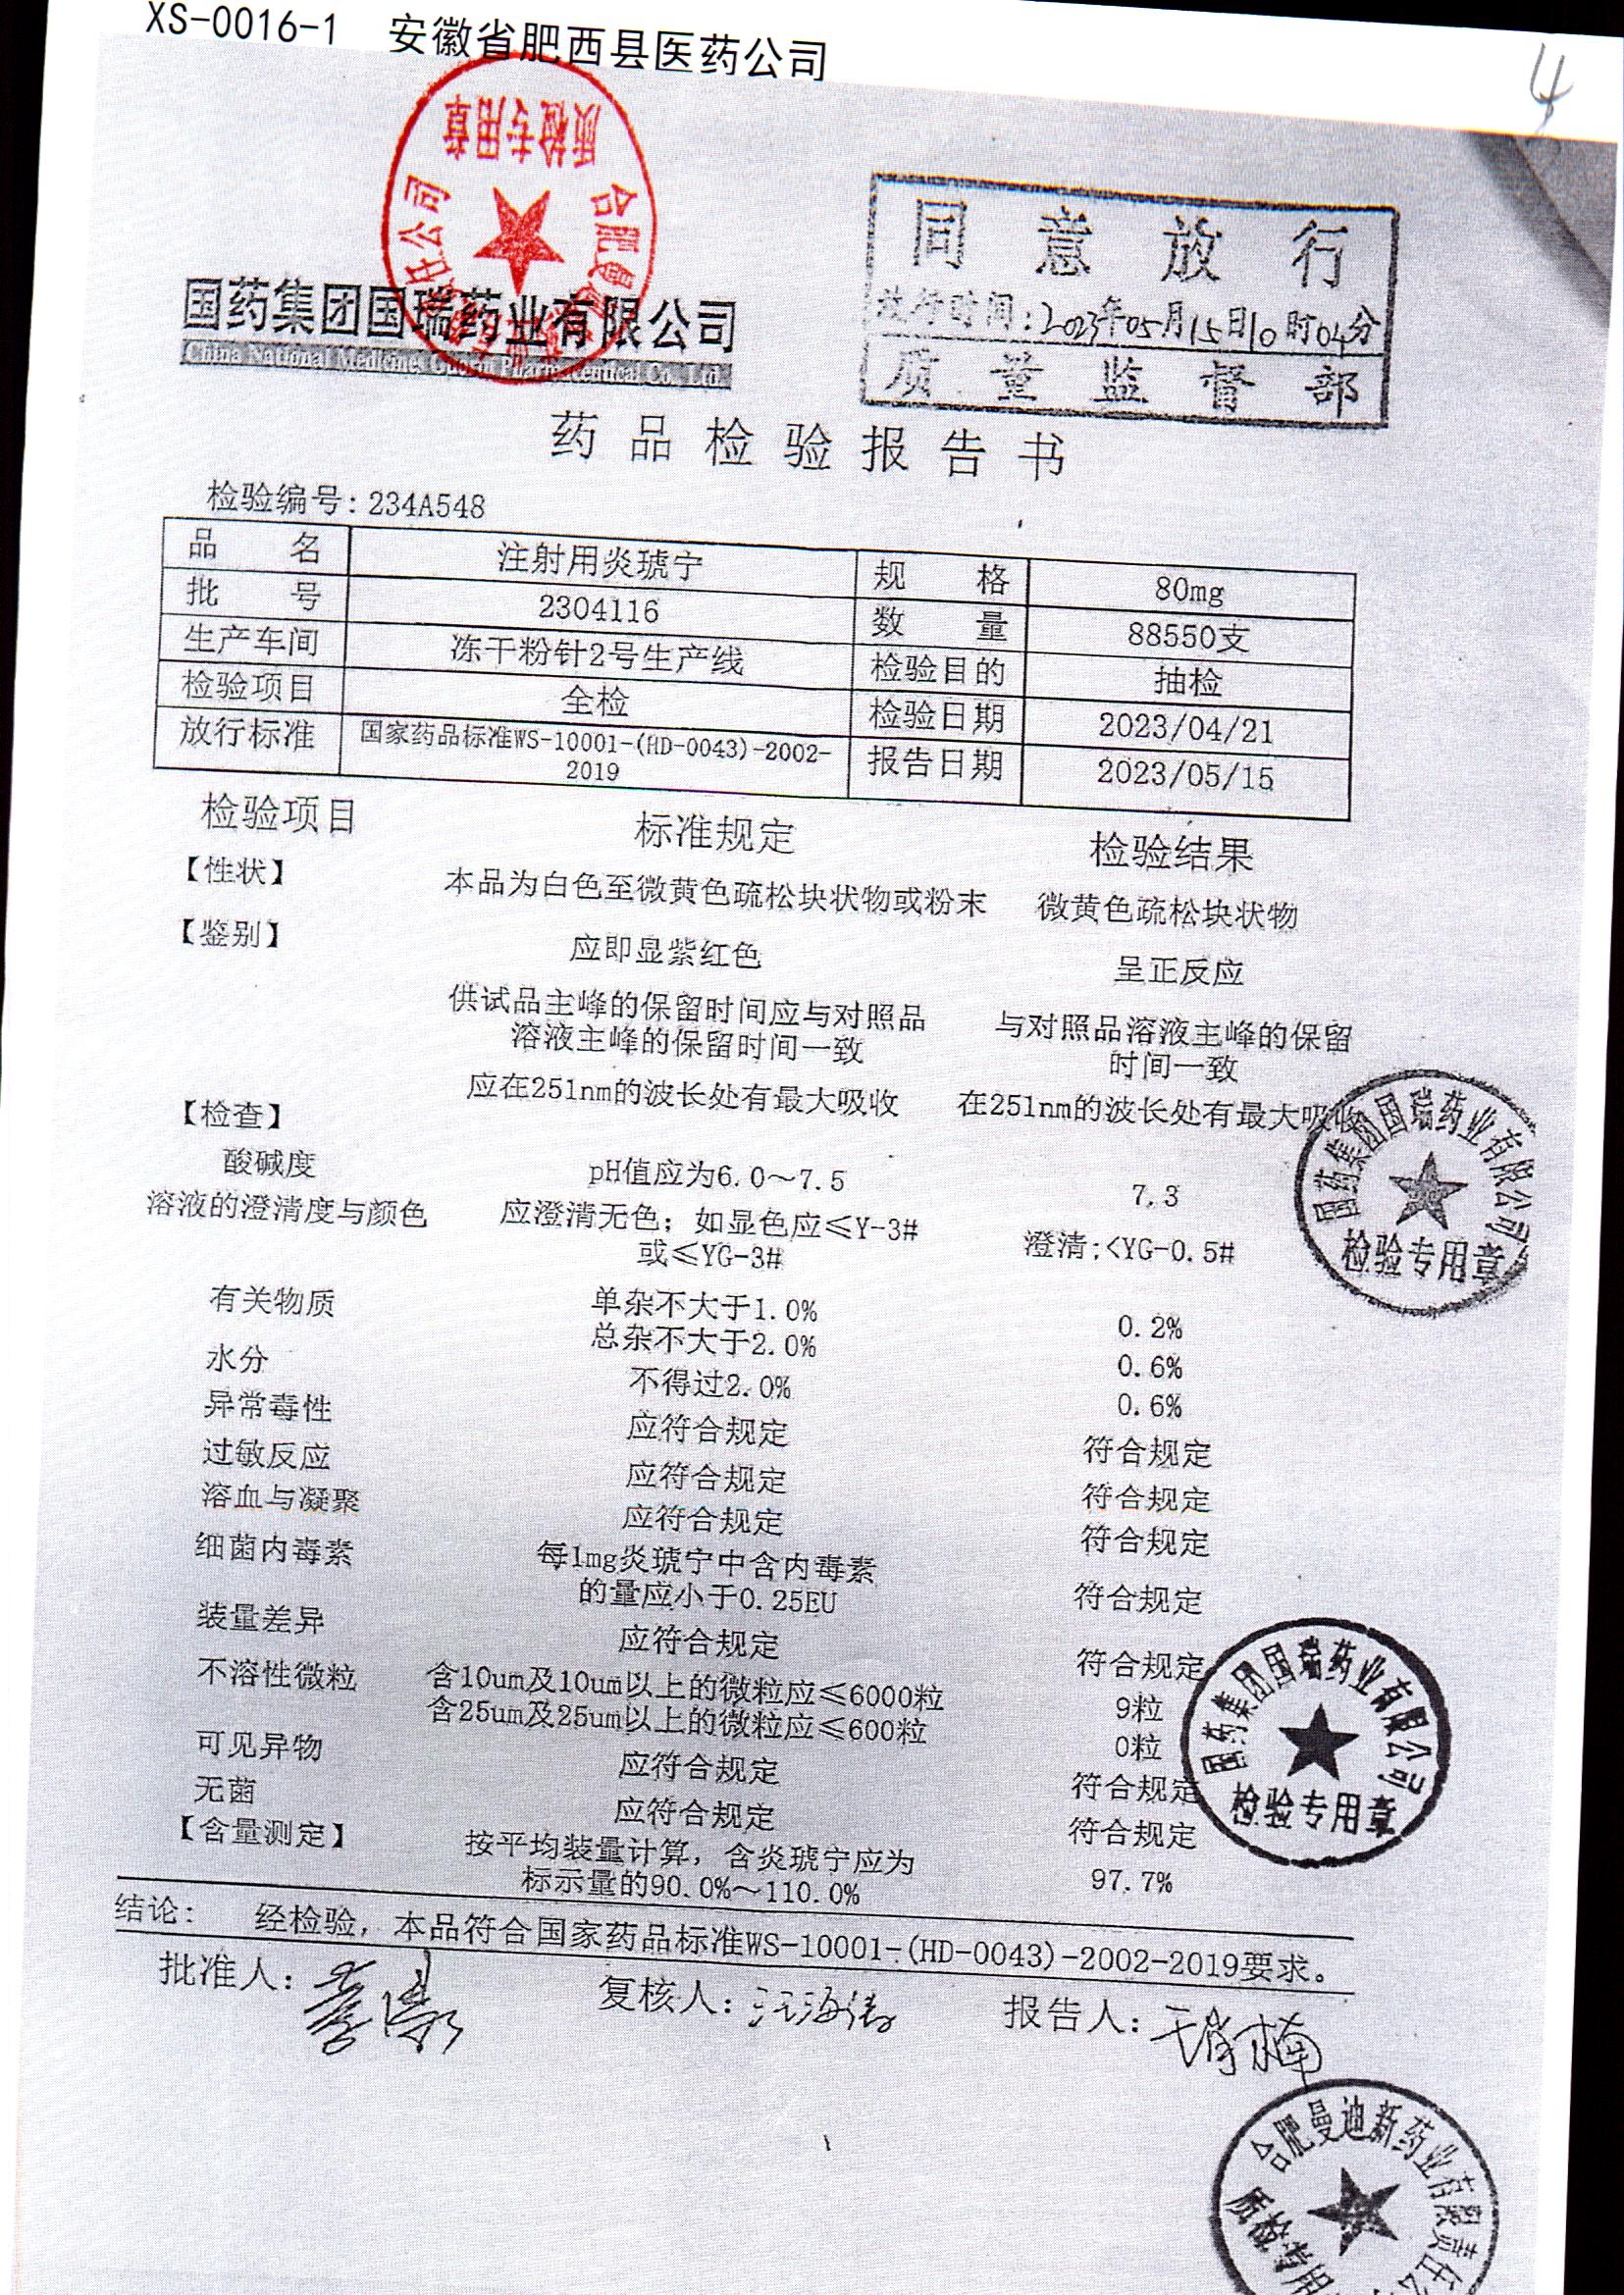 XS-0016-1 安徽省肥西县医药公司
4
质检专用章
同意放行
放行时间:2023年05月15日10时04分
质量监督部
国药集团国瑞药业有限公司
China National Medicines Guorui Pharmaceutical Co., Ltd.
药品检验报告书
检验编号: 234A548
品名 注射用炎琥宁 规格 80mg
批号 2304116 数量 88550支
生产车间 冻干粉针2号生产线 检验目的 抽检
检验项目 全检 检验日期 2023/04/21
放行标准 国家药品标准WS-10001-(HD-0043)-2002-
2019 报告日期 2023/05/15
检验项目 标准规定 检验结果
【性状】 本品为白色至微黄色疏松块状物或粉末 微黄色疏松块状物
【鉴别】 应即显紫红色 呈正反应
供试品主峰的保留时间应与对照品 与对照品溶液主峰的保留
溶液主峰的保留时间一致 时间一致
应在251nm的波长处有最大吸收 在251nm的波长处有最大吸收
【检查】
酸碱度 pH值应为6.0～7.5 7.3
溶液的澄清度与颜色 应澄清无色；如显色应≤Y-3# 澄清;<YG-0.5#
或≤YG-3#
有关物质 单杂不大于1.0% 0.2%
总杂不大于2.0% 0.6%
水分 不得过2.0% 0.6%
异常毒性 应符合规定 符合规定
过敏反应 应符合规定 符合规定
溶血与凝聚 应符合规定 符合规定
细菌内毒素 每1mg炎琥宁中含内毒素 符合规定
的量应小于0.25EU
装量差异 应符合规定 符合规定
不溶性微粒 含10um及10um以上的微粒应≤6000粒 9粒
含25um及25um以上的微粒应≤600粒 0粒
可见异物 应符合规定 符合规定
无菌 应符合规定 符合规定
【含量测定】 按平均装量计算，含炎琥宁应为 97.7%
标示量的90.0%～110.0%
结论: 经检验，本品符合国家药品标准WS-10001-(HD-0043)-2002-2019要求。
批准人: 复核人: 汪海涛 报告人:
国药集团国瑞药业有限公司
检验专用章
国药集团国瑞药业有限公司
检验专用章
合肥曼迪新药业有限责任公
质检专用